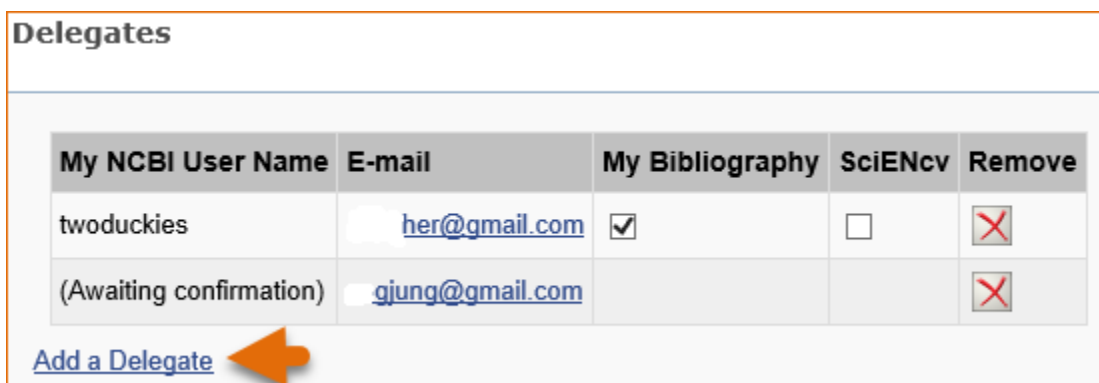 Delegates
My NCBI User Name E-mail My Bibliography SciENcv Remove
twoduckies her@gmail.com
(Awaiting confirmation) gjung@gmail.com
Add a Delegate